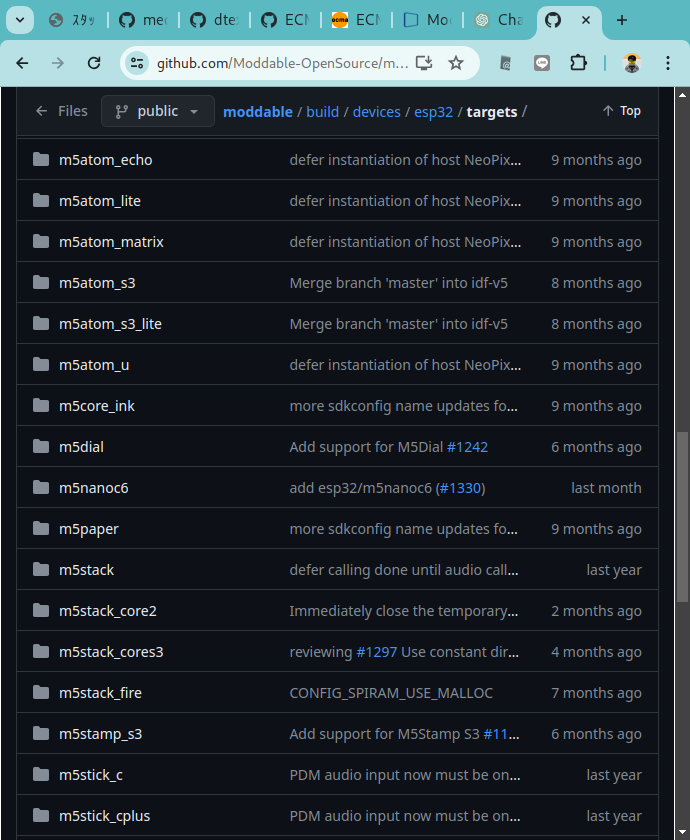 スタッ
med
dte
ECM
ecma
ECM
Mod
Cha
github.com/Moddable-OpenSource/m...
Files
public
moddable / build / devices / esp32 / targets /
Top
m5atom_echo defer instantiation of host NeoPix... 9 months ago
m5atom_lite defer instantiation of host NeoPix... 9 months ago
m5atom_matrix defer instantiation of host NeoPix... 9 months ago
m5atom_s3 Merge branch 'master' into idf-v5 8 months ago
m5atom_s3_lite Merge branch 'master' into idf-v5 8 months ago
m5atom_u defer instantiation of host NeoPix... 9 months ago
m5core_ink more sdkconfig name updates fo... 9 months ago
m5dial Add support for M5Dial #1242 6 months ago
m5nanoc6 add esp32/m5nanoc6 (#1330) last month
m5paper more sdkconfig name updates fo... 9 months ago
m5stack defer calling done until audio call... last year
m5stack_core2 Immediately close the temporary... 2 months ago
m5stack_cores3 reviewing #1297 Use constant dir... 4 months ago
m5stack_fire CONFIG_SPIRAM_USE_MALLOC 7 months ago
m5stamp_s3 Add support for M5Stamp S3 #11... 6 months ago
m5stick_c PDM audio input now must be on... last year
m5stick_cplus PDM audio input now must be on... last year